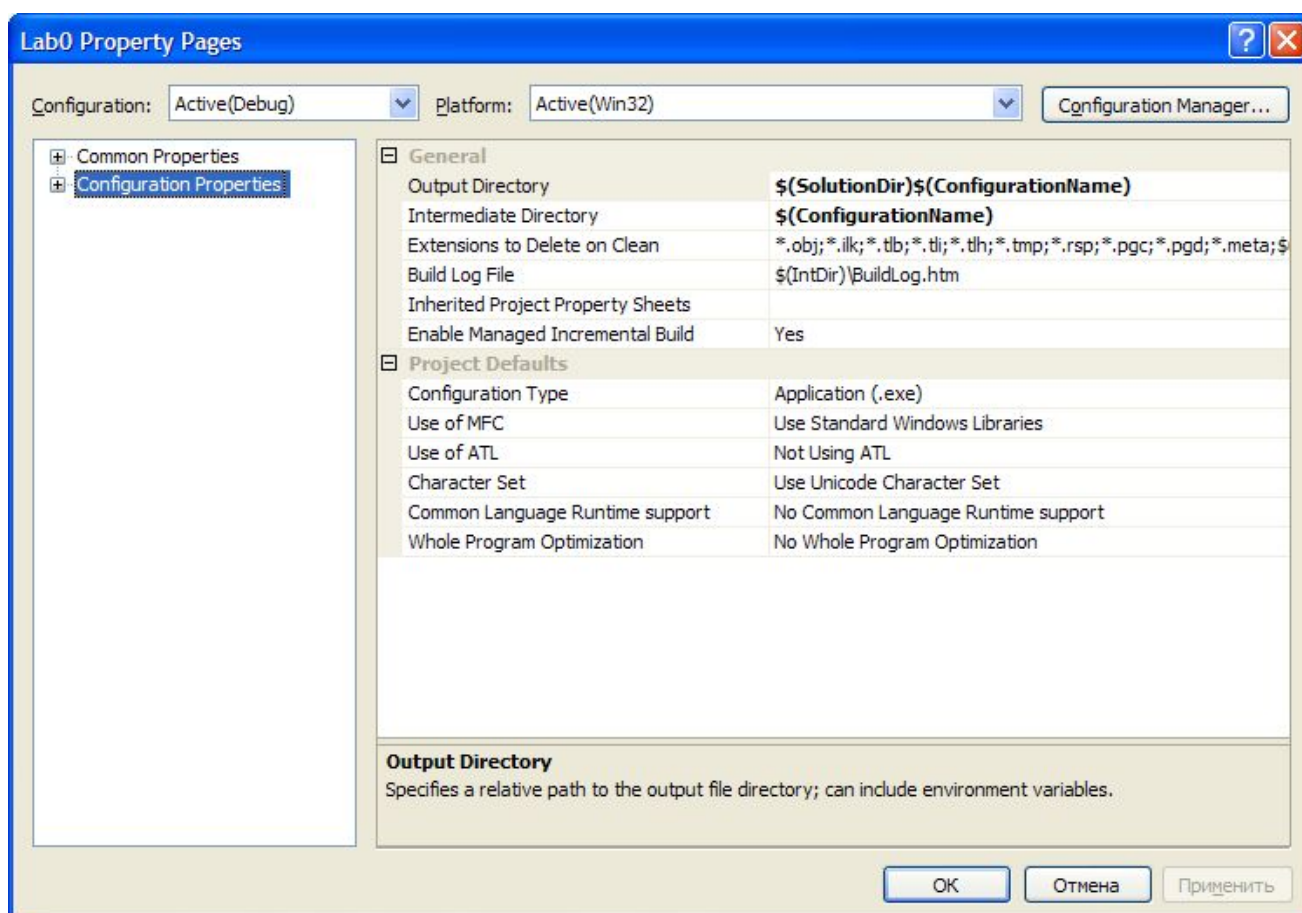 Lab0 Property Pages
Configuration: Active(Debug) Platform: Active(Win32) Configuration Manager...
Common Properties
Configuration Properties
General
Output Directory $(SolutionDir)$(ConfigurationName)
Intermediate Directory $(ConfigurationName)
Extensions to Delete on Clean *.obj;*.ilk;*.tlb;*.tli;*.tlh;*.tmp;*.rsp;*.pgc;*.pgd;*.meta;$
Build Log File $(IntDir)\BuildLog.htm
Inherited Project Property Sheets
Enable Managed Incremental Build Yes
Project Defaults
Configuration Type Application (.exe)
Use of MFC Use Standard Windows Libraries
Use of ATL Not Using ATL
Character Set Use Unicode Character Set
Common Language Runtime support No Common Language Runtime support
Whole Program Optimization No Whole Program Optimization
Output Directory
Specifies a relative path to the output file directory; can include environment variables.
ОК Отмена Применить